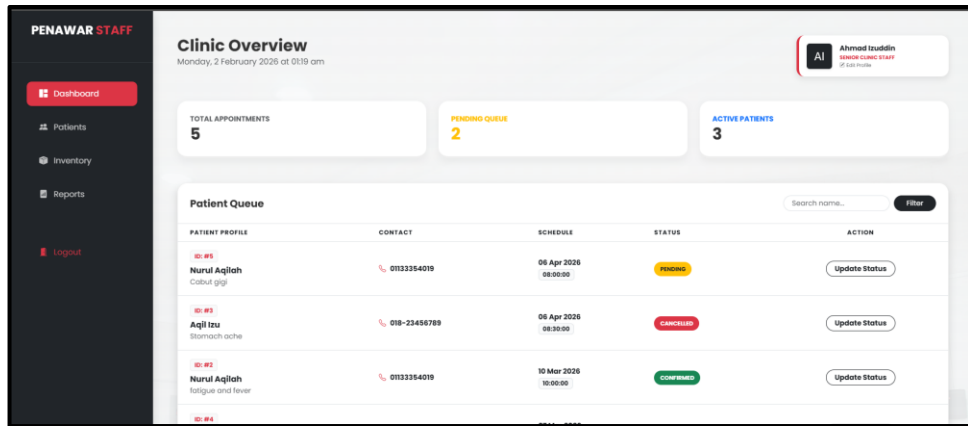 PENAWAR STAFF
Dashboard
Patients
Inventory
Reports
Logout
Clinic Overview
Monday, 2 February 2026 at 01:19 am
AI
Ahmad Izuddin
SENIOR CLINIC STAFF
Edit Profile
TOTAL APPOINTMENTS
5
PENDING QUEUE
2
ACTIVE PATIENTS
3
Patient Queue
Search name...
Filter
PATIENT PROFILE CONTACT SCHEDULE STATUS ACTION
ID: #5
Nurul Aqilah
Cabut gigi
01133354019
06 Apr 2026
08:00:00
PENDING
Update Status
ID: #3
Aqil Izu
Stomach ache
018-23456789
06 Apr 2026
08:30:00
CANCELLED
Update Status
ID: #2
Nurul Aqilah
fatigue and fever
01133354019
10 Mar 2026
10:00:00
CONFIRMED
Update Status
ID: #4